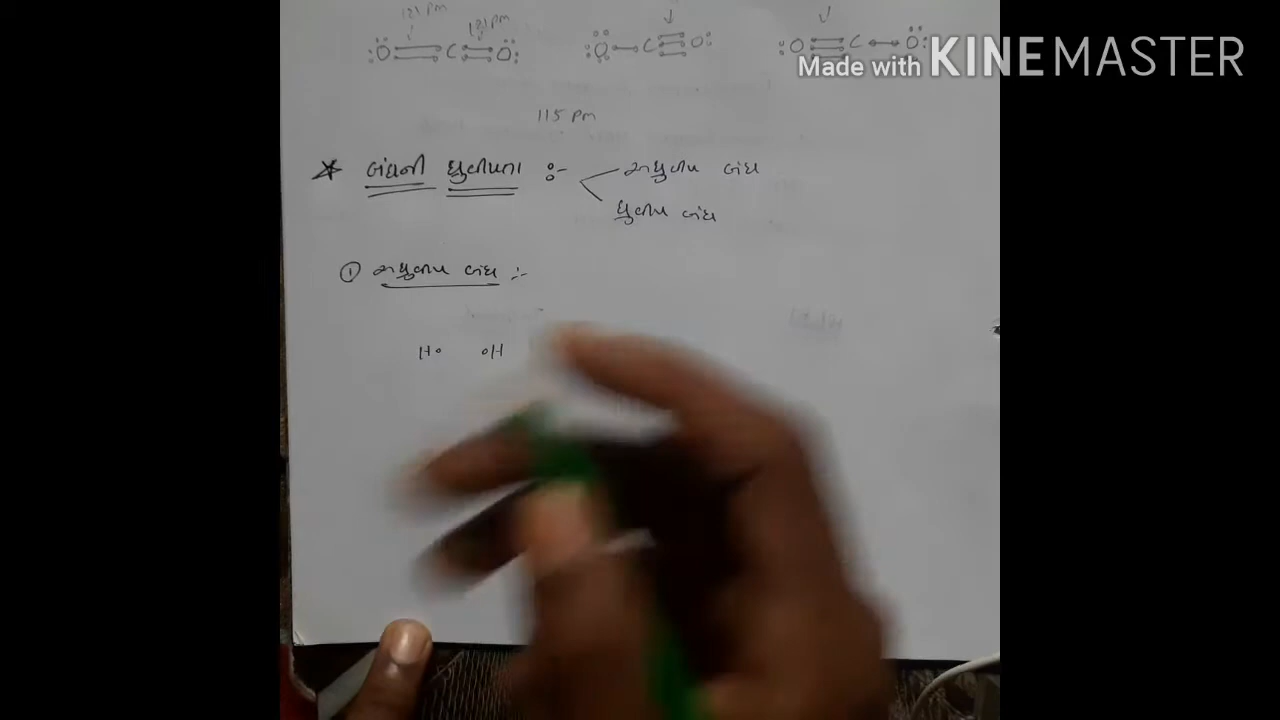 121 pm 121 pm
:Ö = C = Ö: :Ö - C ≡ O: :O ≡ C - Ö:
Made with KINEMASTER
115 pm
* બંધની ધ્રુવીયતા :- અધ્રુવીય બંધ
ધ્રુવીય બંધ
① અધ્રુવીય બંધ :-
H• •H